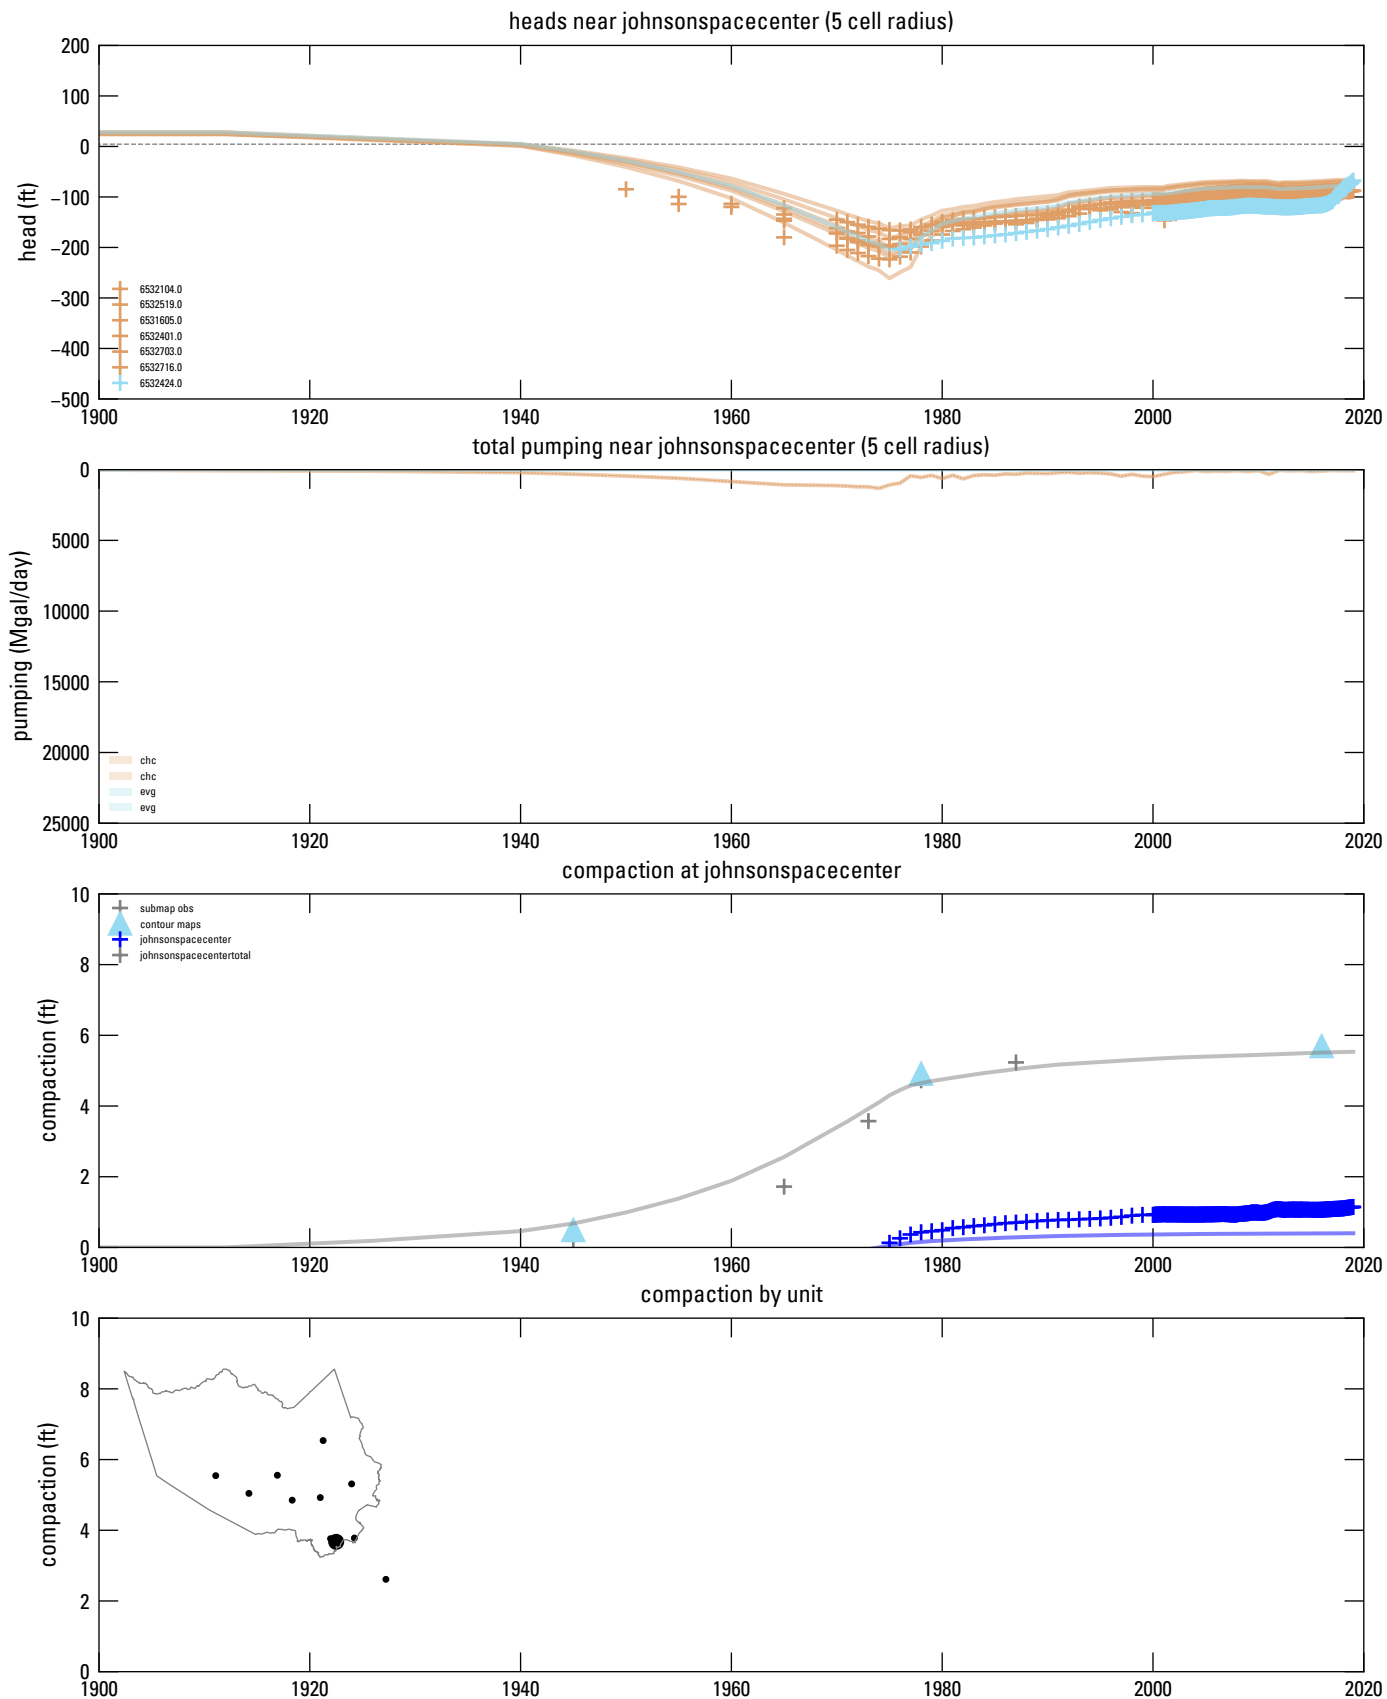 heads near johnsonspacecenter (5 cell radius)
200
100
0
−100
−200
−300
−400
−500
head (ft)
6532104.0
6532519.0
6531605.0
6532401.0
6532703.0
6532716.0
6532424.0
1900 1920 1940 1960 1980 2000 2020
total pumping near johnsonspacecenter (5 cell radius)
0
5000
10000
15000
20000
25000
pumping (Mgal/day)
chc
chc
evg
evg
1900 1920 1940 1960 1980 2000 2020
compaction at johnsonspacecenter
10
8
6
4
2
0
compaction (ft)
submap obs
contour maps
johnsonspacecenter
johnsonspacecentertotal
1900 1920 1940 1960 1980 2000 2020
compaction by unit
10
8
6
4
2
0
compaction (ft)
1900 1920 1940 1960 1980 2000 2020